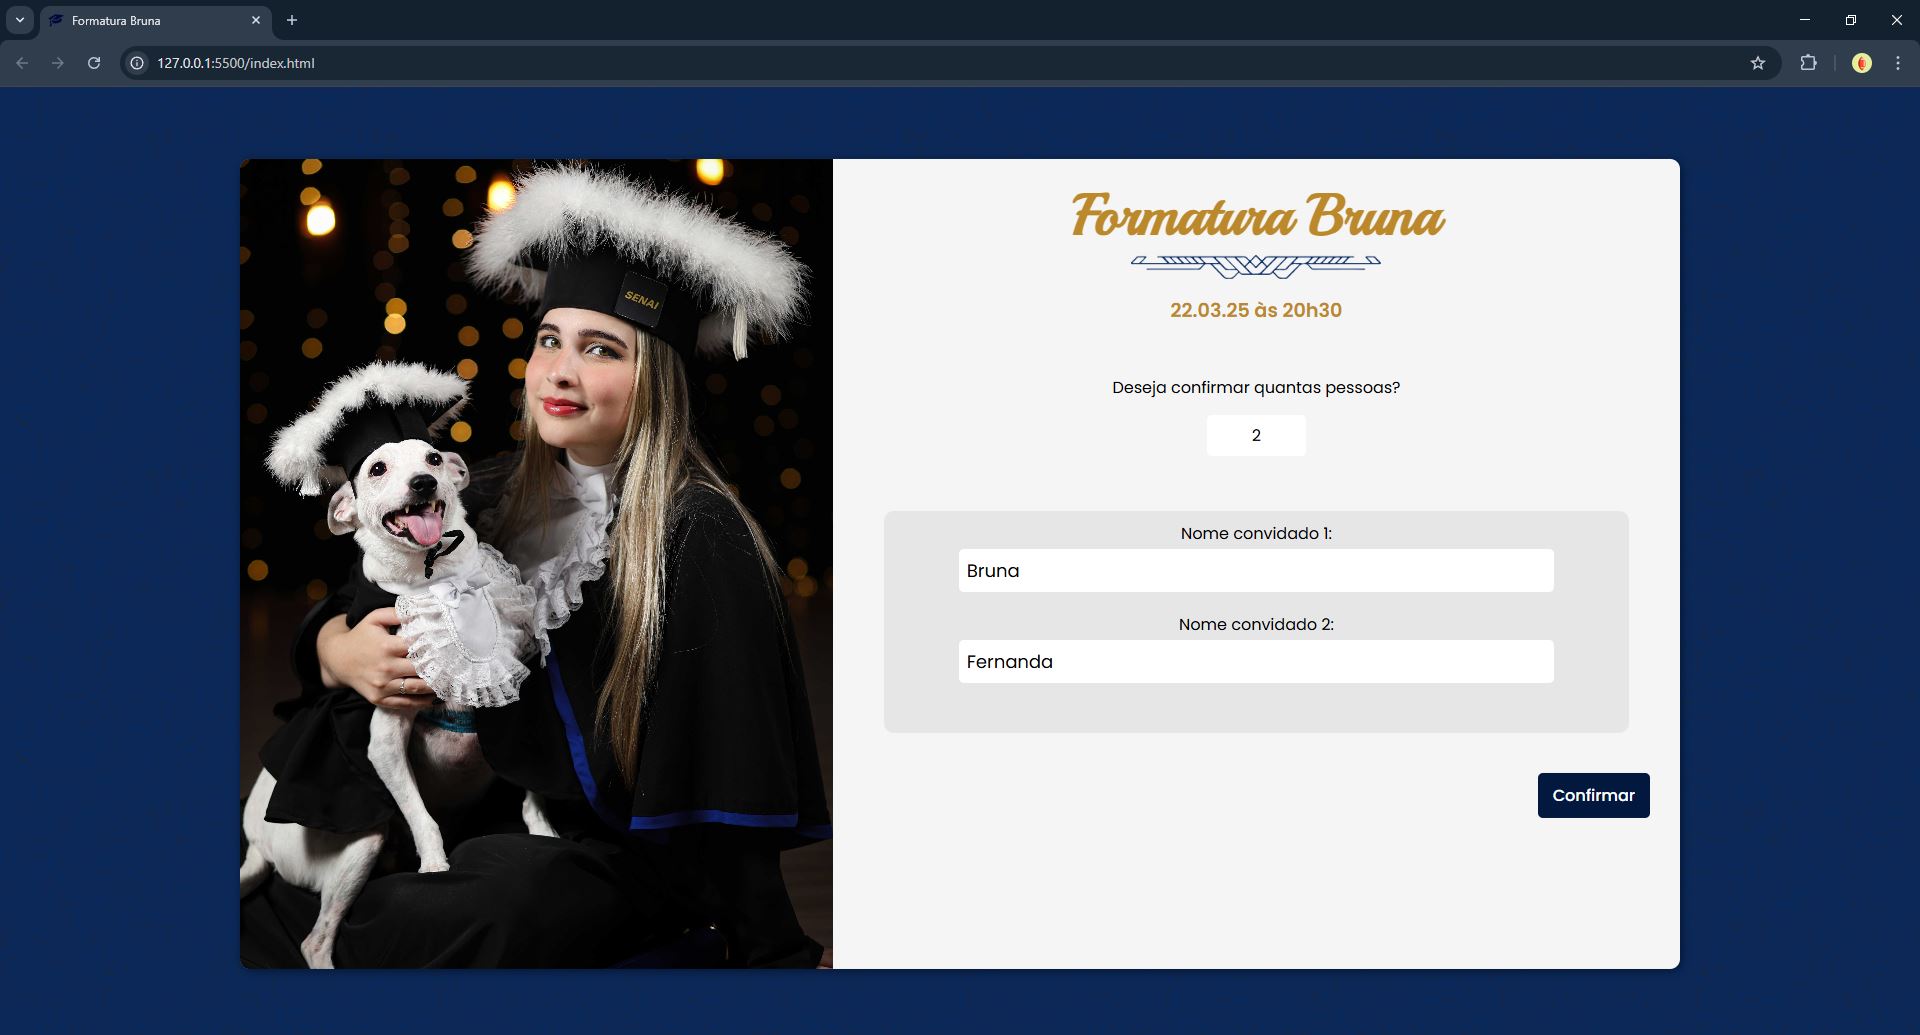 Formatura Bruna
127.0.0.1:5500/index.html
SENAI
Formatura Bruna
22.03.25 às 20h30
Deseja confirmar quantas pessoas?
2
Nome convidado 1:
Bruna
Nome convidado 2:
Fernanda
Confirmar